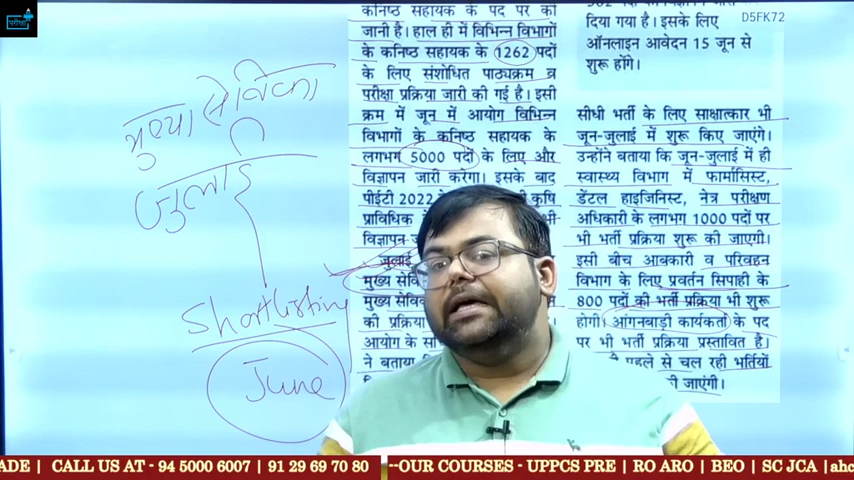 परीक्षा
मुख्य सेविका
जुलाई
Shortlisting
June
कनिष्ठ सहायक के पद पर की
जानी है। हाल ही में विभिन्न विभागों
के कनिष्ठ सहायक के 1262 पदों
के लिए संशोधित पाठ्यक्रम व
परीक्षा प्रक्रिया जारी की गई है। इसी
क्रम में जून में आयोग विभिन्न
विभागों के कनिष्ठ सहायक के
लगभग 5000 पदों के लिए और
विज्ञापन जारी करेगा। इसके बाद
पीईटी 2022 कृषि
प्राविधिक
विज्ञापन
जुलाई
मुख्य
मुख्य
की प्रक्रिया
आयोग के
ने बताया
D5FK72
दिया गया है। इसके लिए
ऑनलाइन आवेदन 15 जून से
शुरू होंगे।
सीधी भर्ती के लिए साक्षात्कार भी
जून-जुलाई में शुरू किए जाएंगे।
उन्होंने बताया कि जून-जुलाई में ही
स्वास्थ्य विभाग में फार्मासिस्ट,
डेंटल हाइजिनिस्ट, नेत्र परीक्षण
अधिकारी के लगभग 1000 पदों पर
भी भर्ती प्रक्रिया शुरू की जाएगी।
इसी बीच आबकारी व परिवहन
विभाग के लिए प्रवर्तन सिपाही के
800 पदों की भर्ती प्रक्रिया भी शुरू
होगी। आंगनबाड़ी कार्यकर्ता के पद
पर भी भर्ती प्रक्रिया प्रस्तावित है।
पहले से चल रही भर्तियों
जाएंगी।
ADE | CALL US AT - 94 5000 6007 | 91 29 69 70 80 --OUR COURSES - UPPCS PRE | RO ARO | BEO | SC JCA |ahc